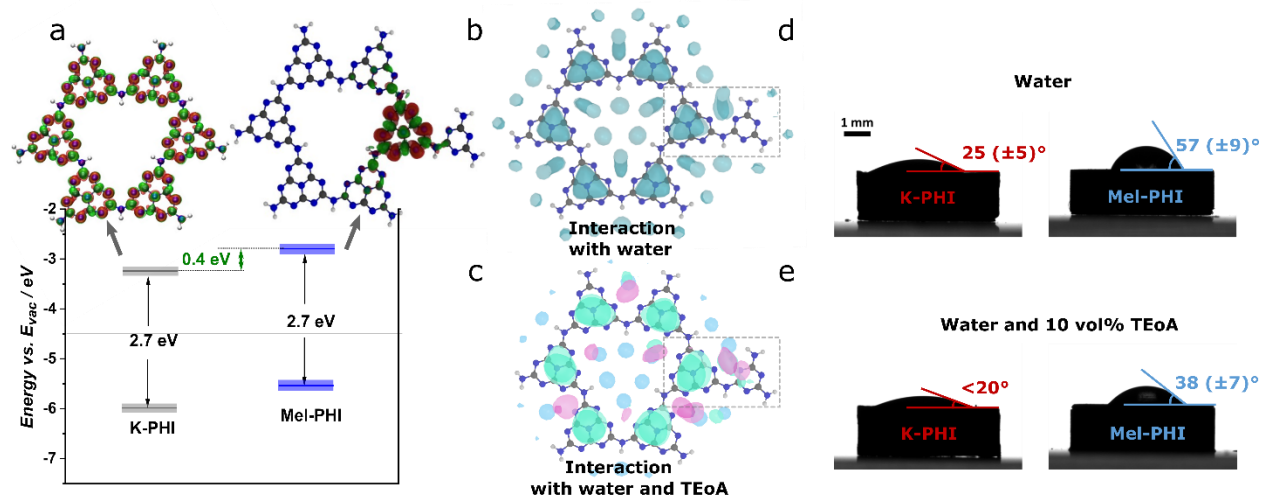 a
-2
-3
-4
-5
-6
-7
Energy vs. Evac / eV
0.4 eV
2.7 eV
2.7 eV
K-PHI
Mel-PHI
b
Interaction
with water
c
Interaction
with water and TEoA
d
Water
1 mm
25 (±5)°
K-PHI
57 (±9)°
Mel-PHI
e
Water and 10 vol% TEoA
<20°
K-PHI
38 (±7)°
Mel-PHI